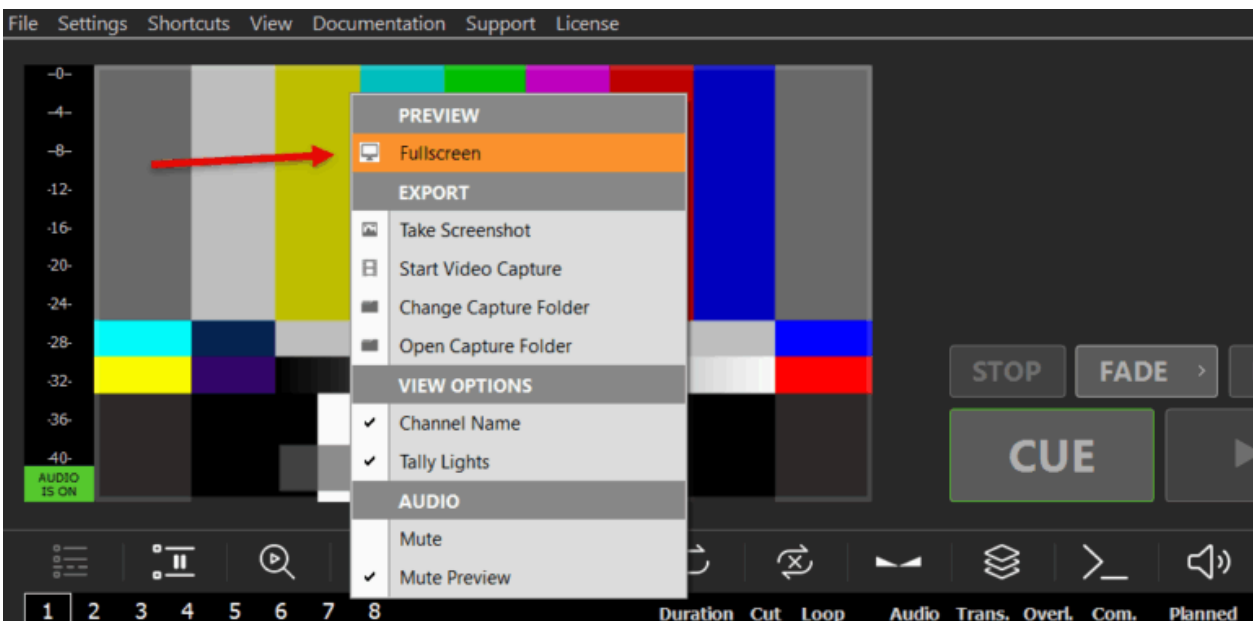 File Settings Shortcuts View Documentation Support License
-0-
-4-
-8-
-12-
-16-
-20-
-24-
-28-
-32-
-36-
-40-
AUDIO
IS ON
PREVIEW
Fullscreen
EXPORT
Take Screenshot
Start Video Capture
Change Capture Folder
Open Capture Folder
VIEW OPTIONS
Channel Name
Tally Lights
AUDIO
Mute
Mute Preview
STOP FADE
CUE
1 2 3 4 5 6 7 8 Duration Cut Loop Audio Trans. Overl. Com. Planned